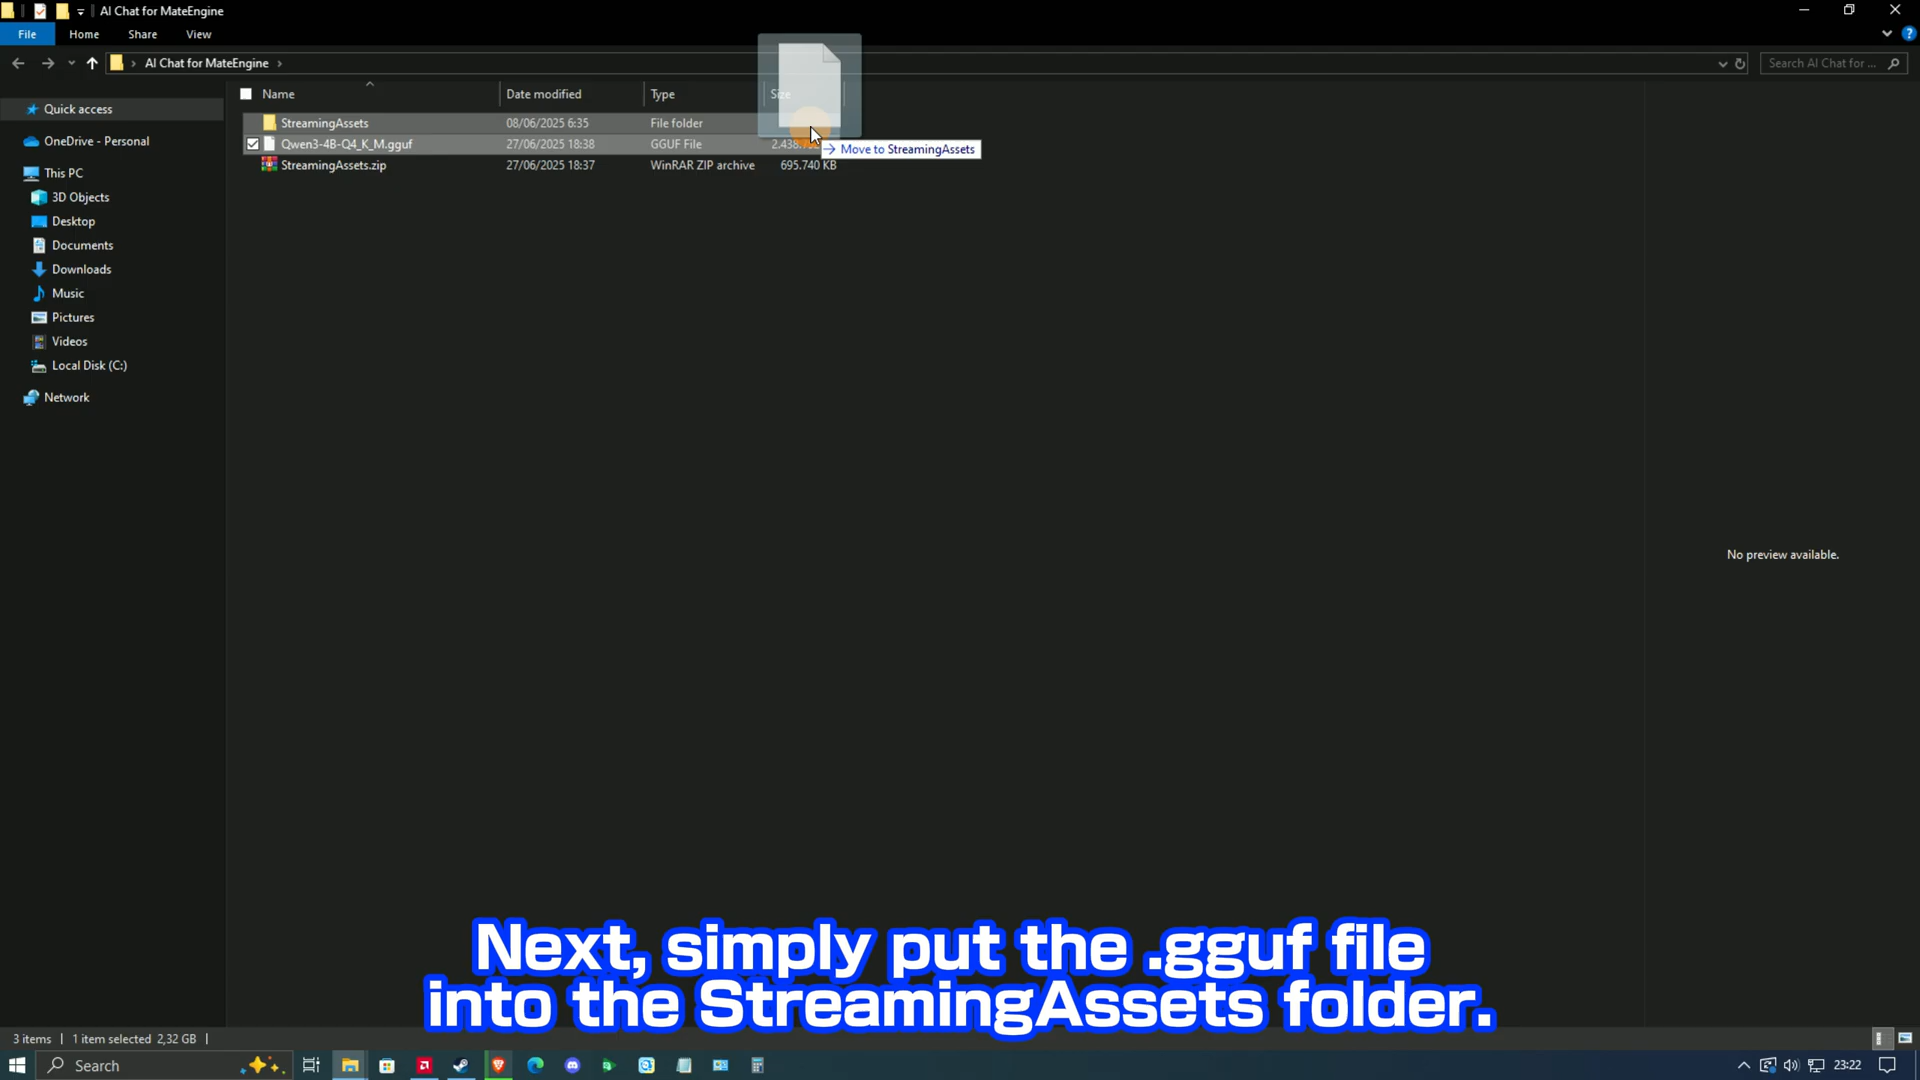 AI Chat for MateEngine
File
Home
Share
View
AI Chat for MateEngine
Search AI Chat for ...
Name
Date modified
Type
Size
Quick access
OneDrive - Personal
This PC
3D Objects
Desktop
Documents
Downloads
Music
Pictures
Videos
Local Disk (C:)
Network
StreamingAssets 08/06/2025 6:35 File folder
Qwen3-4B-Q4_K_M.gguf 27/06/2025 18:38 GGUF File
StreamingAssets.zip 27/06/2025 18:37 WinRAR ZIP archive 695.740 KB
Move to StreamingAssets
No preview available.
Next, simply put the .gguf file
into the StreamingAssets folder.
3 items 1 item selected 2,32 GB
Search
23:22